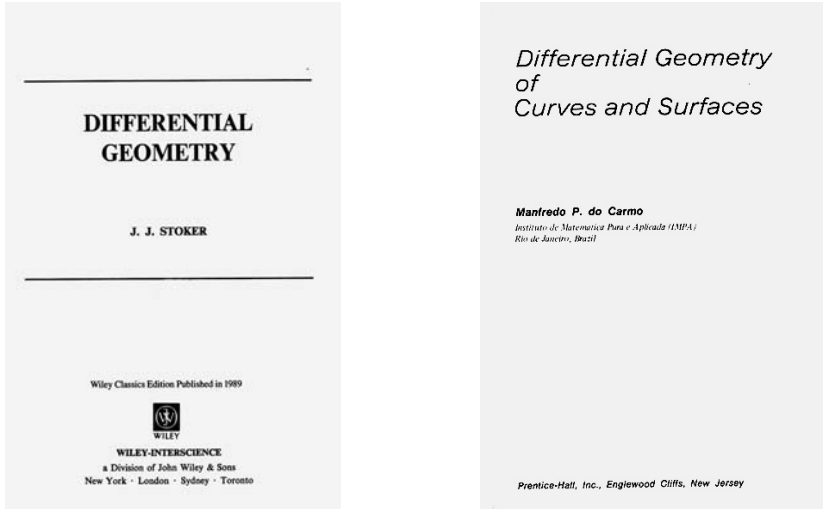 DIFFERENTIAL
GEOMETRY
J. J. STOKER
Wiley Classics Edition Published in 1989
WILEY
WILEY-INTERSCIENCE
a Division of John Wiley & Sons
New York · London · Sydney · Toronto
Differential Geometry
of
Curves and Surfaces
Manfredo P. do Carmo
Instituto de Matematica Pura e Aplicada (IMPA)
Rio de Janeiro, Brazil
Prentice-Hall, Inc., Englewood Cliffs, New Jersey